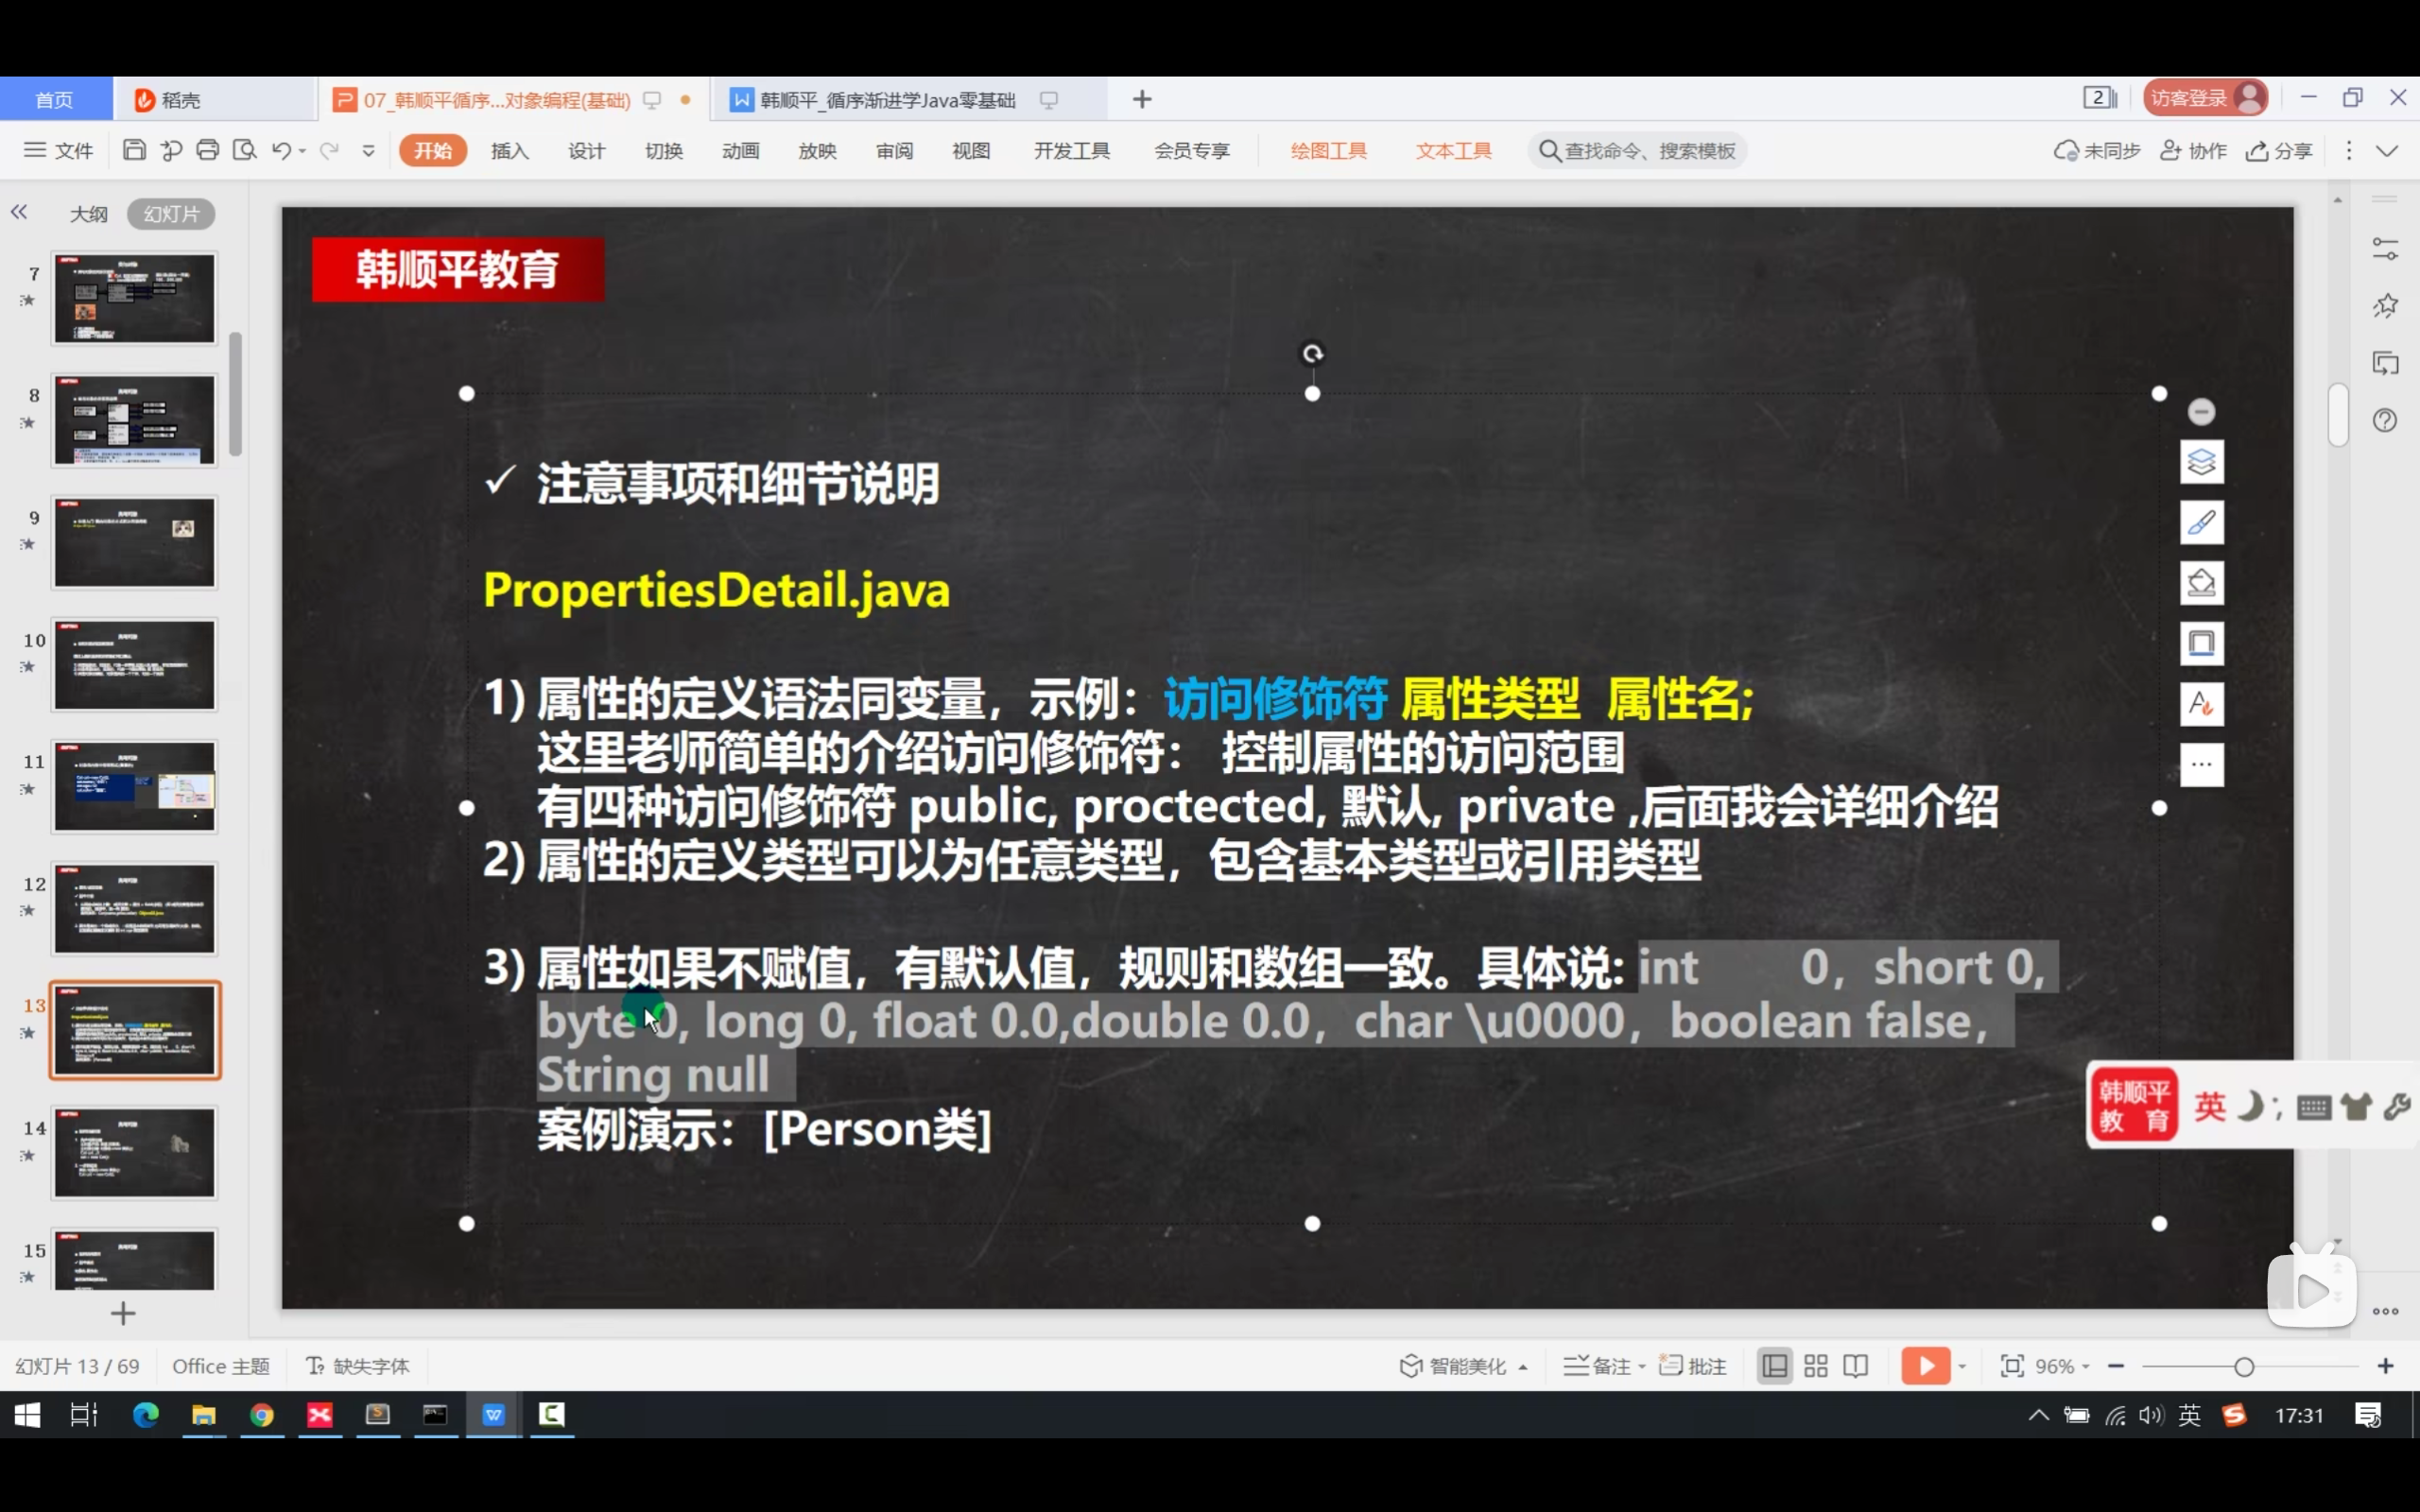 首页
稻壳
07_韩顺平循序...对象编程(基础)
韩顺平_循序渐进学Java零基础
2
访客登录
文件
开始
插入
设计
切换
动画
放映
审阅
视图
开发工具
会员专享
绘图工具
文本工具
查找命令、搜索模板
未同步
协作
分享
大纲
幻灯片
7
8
9
10
11
12
13
14
15
韩顺平教育
✓ 注意事项和细节说明
PropertiesDetail.java
1) 属性的定义语法同变量，示例：访问修饰符 属性类型 属性名;
这里老师简单的介绍访问修饰符： 控制属性的访问范围
有四种访问修饰符 public, proctected, 默认, private ,后面我会详细介绍
2) 属性的定义类型可以为任意类型，包含基本类型或引用类型
3) 属性如果不赋值，有默认值，规则和数组一致。具体说: int 0，short 0,
byte 0, long 0, float 0.0,double 0.0，char \u0000，boolean false，
String null
案例演示：[Person类]
韩顺平
教 育
英
幻灯片 13 / 69
Office 主题
缺失字体
智能美化
备注
批注
96%
英
17:31